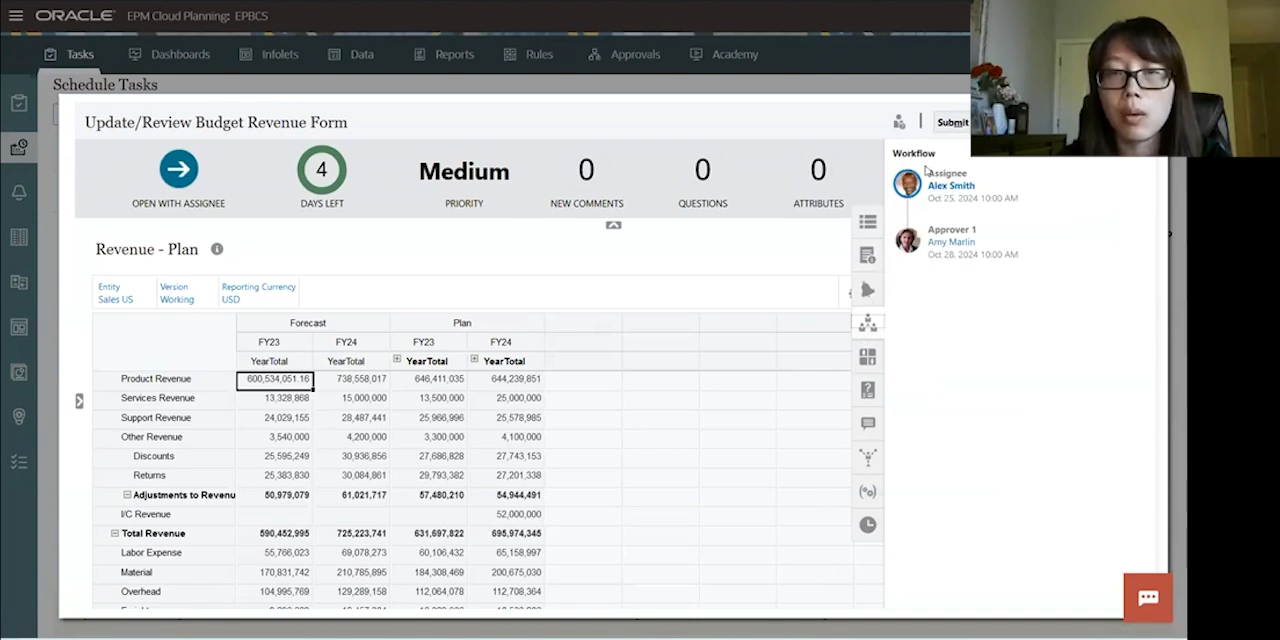 ORACLE® EPM Cloud Planning: EPBCS
Tasks Dashboards Infolets Data Reports Rules Approvals Academy
Schedule Tasks
Update/Review Budget Revenue Form
Submit
4
Medium
0
0
0
OPEN WITH ASSIGNEE
DAYS LEFT
PRIORITY
NEW COMMENTS
QUESTIONS
ATTRIBUTES
Workflow
Assignee
Alex Smith
Oct 25, 2024 10:00 AM
Approver 1
Amy Marlin
Oct 28, 2024 10:00 AM
Revenue - Plan
Entity Version Reporting Currency
Sales US Working USD
Forecast Plan
FY23 FY24 FY23 FY24
YearTotal YearTotal YearTotal YearTotal
Product Revenue 600,534,051.16 738,558,017 646,411,035 644,239,851
Services Revenue 13,328,868 15,000,000 13,500,000 25,000,000
Support Revenue 24,029,155 28,487,441 25,966,996 25,578,985
Other Revenue 3,540,000 4,200,000 3,300,000 4,100,000
Discounts 25,595,249 30,936,856 27,686,828 27,743,153
Returns 25,383,830 30,084,861 29,793,382 27,201,338
Adjustments to Revenu 50,979,079 61,021,717 57,480,210 54,944,491
I/C Revenue 52,000,000
Total Revenue 590,452,995 725,223,741 631,697,822 695,974,345
Labor Expense 55,766,023 69,078,273 60,106,432 65,158,997
Material 170,831,742 210,785,895 184,308,469 200,675,030
Overhead 104,995,769 129,289,158 112,064,078 112,708,364